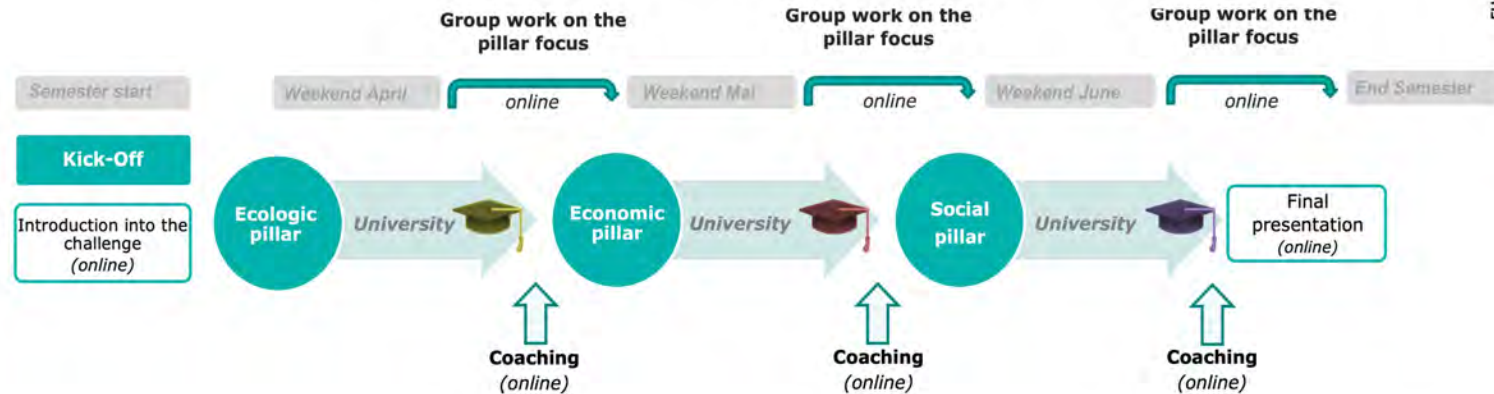 Group work on the
pillar focus
Group work on the
pillar focus
Group work on the
pillar focus
Semester start
Weekend April
online
Weekend Mai
online
Weekend June
online
End Semester
Kick-Off
Introduction into the
challenge
(online)
Ecologic
pillar
University
Economic
pillar
University
Social
pillar
University
Final
presentation
(online)
Coaching
(online)
Coaching
(online)
Coaching
(online)